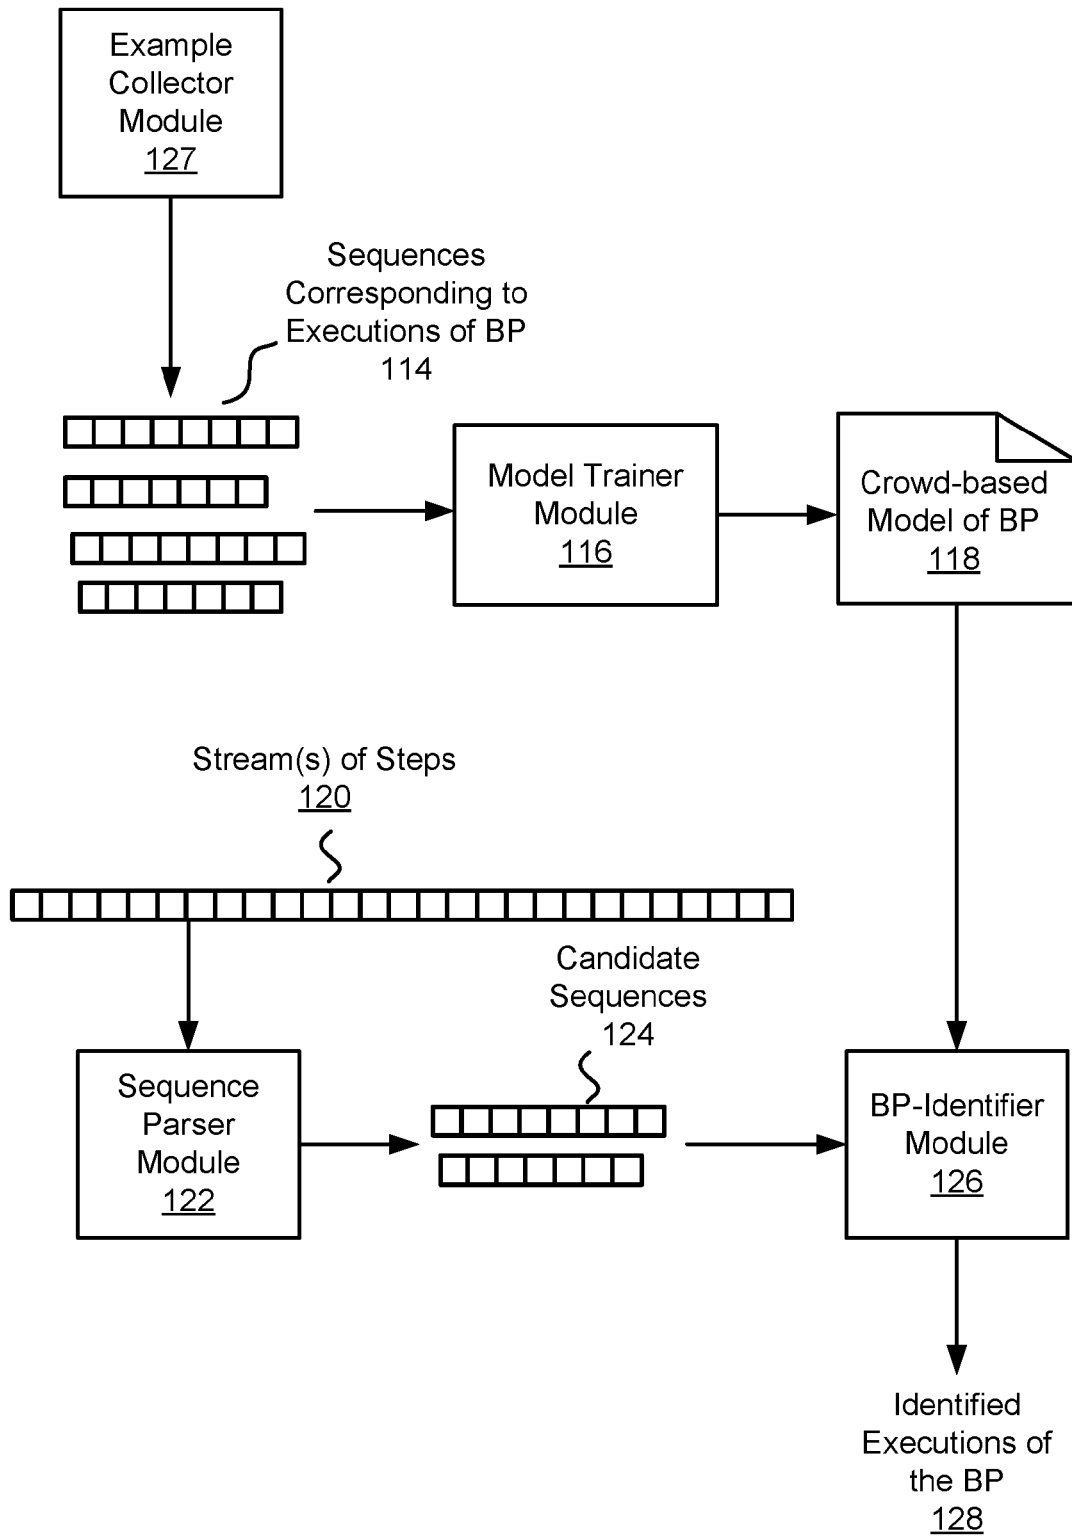 Example
Collector
Module
127
Sequences
Corresponding to
Executions of BP
114
Model Trainer
Module
116
Crowd-based
Model of BP
118
Stream(s) of Steps
120
Candidate
Sequences
124
Sequence
Parser
Module
122
BP-Identifier
Module
126
Identified
Executions of
the BP
128